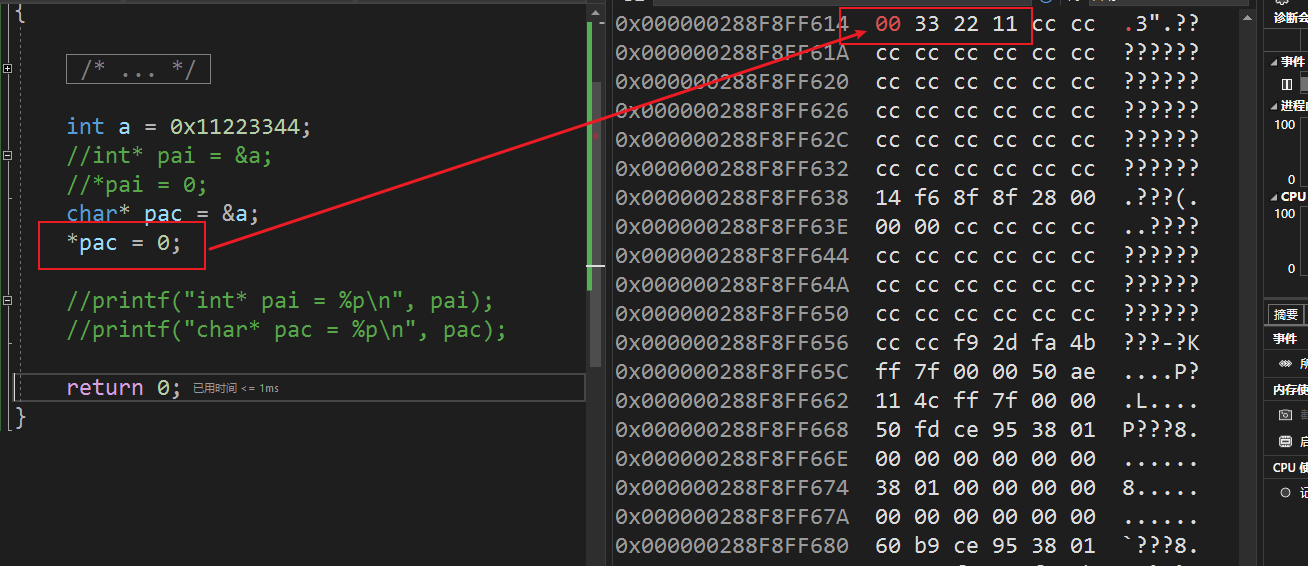 {
/* ... */
int a = 0x11223344;
//int* pai = &a;
//*pai = 0;
char* pac = &a;
*pac = 0;
//printf("int* pai = %p\n", pai);
//printf("char* pac = %p\n", pac);
return 0; 已用时间 <= 1ms
}
0x000000288F8FF614 00 33 22 11 cc cc .3".??
0x000000288F8FF61A cc cc cc cc cc cc ??????
0x000000288F8FF620 cc cc cc cc cc cc ??????
0x000000288F8FF626 cc cc cc cc cc cc ??????
0x000000288F8FF62C cc cc cc cc cc cc ??????
0x000000288F8FF632 cc cc cc cc cc cc ??????
0x000000288F8FF638 14 f6 8f 8f 28 00 .???(.
0x000000288F8FF63E 00 00 cc cc cc cc ..????
0x000000288F8FF644 cc cc cc cc cc cc ??????
0x000000288F8FF64A cc cc cc cc cc cc ??????
0x000000288F8FF650 cc cc cc cc cc cc ??????
0x000000288F8FF656 cc cc f9 2d fa 4b ???-?K
0x000000288F8FF65C ff 7f 00 00 50 ae ....P?
0x000000288F8FF662 11 4c ff 7f 00 00 .L....
0x000000288F8FF668 50 fd ce 95 38 01 P???8.
0x000000288F8FF66E 00 00 00 00 00 00 ......
0x000000288F8FF674 38 01 00 00 00 00 8.....
0x000000288F8FF67A 00 00 00 00 00 00 ......
0x000000288F8FF680 60 b9 ce 95 38 01 `???8.
诊断会
事件
进程
100
0
CPU
100
0
摘要
事件
内存使
CPU 使